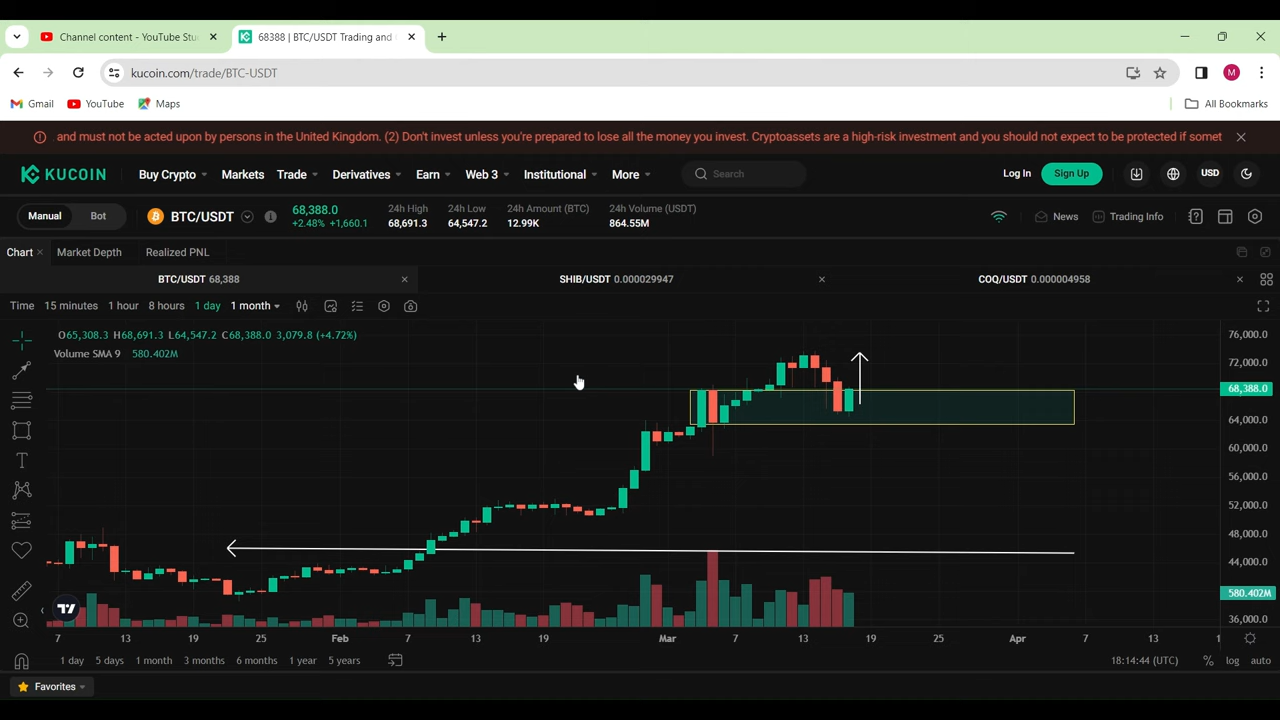 Channel content - YouTube Stu
68388 | BTC/USDT Trading and
kucoin.com/trade/BTC-USDT
M
Gmail YouTube Maps All Bookmarks
and must not be acted upon by persons in the United Kingdom. (2) Don't invest unless you're prepared to lose all the money you invest. Cryptoassets are a high-risk investment and you should not expect to be protected if somet
KUCOIN Buy Crypto Markets Trade Derivatives Earn Web 3 Institutional More Search Log In Sign Up USD
Manual Bot BTC/USDT 68,388.0 24h High 24h Low 24h Amount (BTC) 24h Volume (USDT) News Trading Info
+2.48% +1,660.1 68,691.3 64,547.2 12.99K 864.55M
Chart Market Depth Realized PNL
BTC/USDT 68,388 SHIB/USDT 0.000029947 COQ/USDT 0.000004958
Time 15 minutes 1 hour 8 hours 1 day 1 month
O65,308.3 H68,691.3 L64,547.2 C68,388.0 3,079.8 (+4.72%)
Volume SMA 9 580.402M
76,000.0
72,000.0
68,388.0
64,000.0
60,000.0
56,000.0
52,000.0
48,000.0
44,000.0
580.402M
36,000.0
7 13 19 25 Feb 7 13 19 Mar 7 13 19 25 Apr 7 13 1
1 day 5 days 1 month 3 months 6 months 1 year 5 years 18:14:44 (UTC) % log auto
Favorites